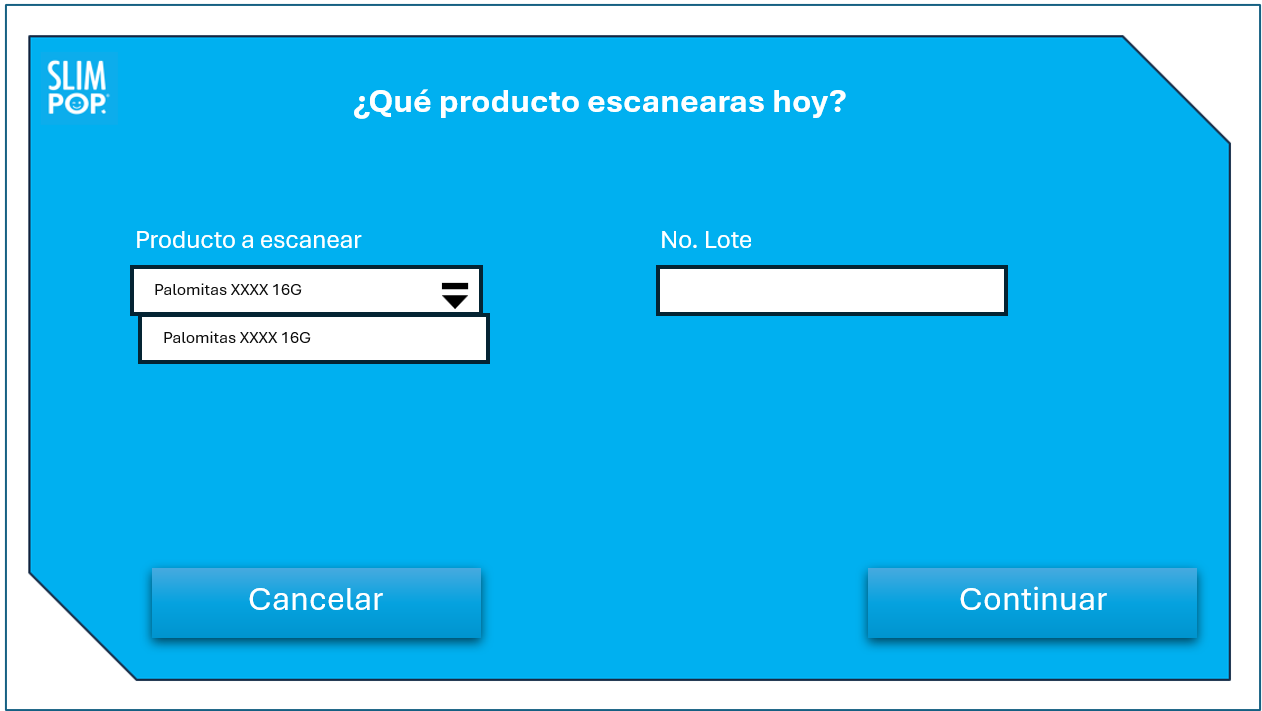 SLIM
POP.
¿Qué producto escanearas hoy?
Producto a escanear
No. Lote
Palomitas XXXX 16G
Palomitas XXXX 16G
Cancelar
Continuar